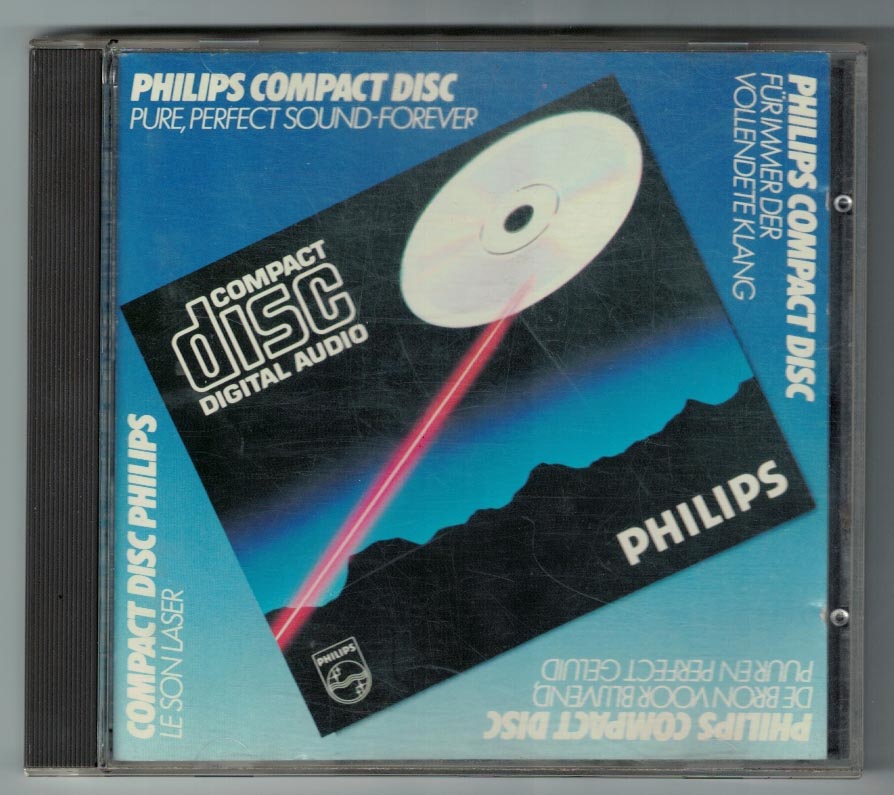 PHILIPS COMPACT DISC
PURE, PERFECT SOUND-FOREVER
PHILIPS COMPACT DISC
FÜR IMMER DER
VOLLENDETE KLANG
COMPACT
disc
DIGITAL AUDIO
PHILIPS
PHILIPS
COMPACT DISC PHILIPS
LE SON LASER
PHILIPS COMPACT DISC
DE BRON VOOR BLIJVEND,
PUUR EN PERFECT GELUID